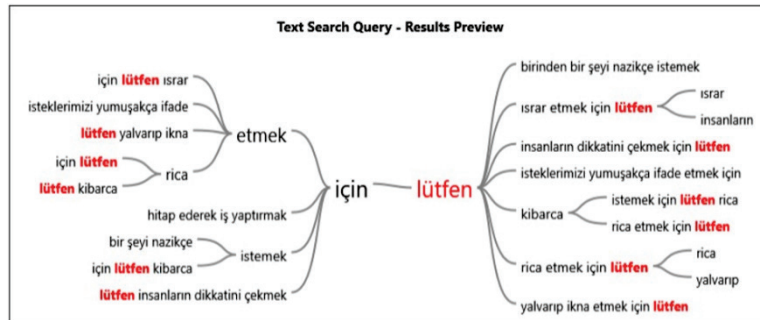 Text Search Query - Results Preview
için lütfen ısrar
isteklerimizi yumuşakça ifade
lütfen yalvarıp ikna
için lütfen
lütfen kibarca
rica
etmek
hitap ederek iş yaptırmak
bir şeyi nazikçe
için lütfen kibarca
istemek
lütfen insanların dikkatini çekmek
için
lütfen
birinden bir şeyi nazikçe istemek
ısrar etmek için lütfen
ısrar
insanların
insanların dikkatini çekmek için lütfen
isteklerimizi yumuşakça ifade etmek için
kibarca
istemek için lütfen rica
rica etmek için lütfen
rica etmek için lütfen
rica
yalvarıp
yalvarıp ikna etmek için lütfen